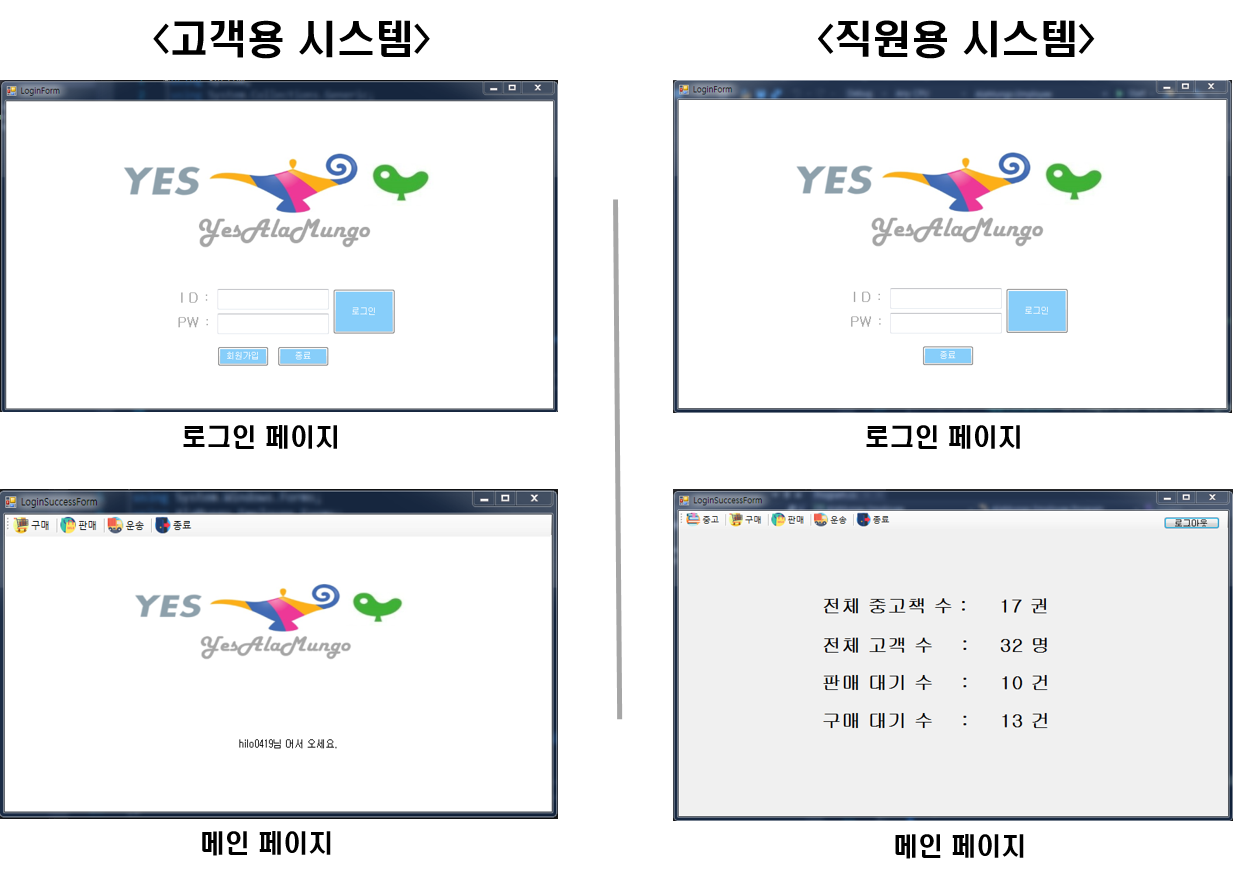 <고객용 시스템>
LoginForm
YES
YesAlaMungo
ID :
PW :
로그인
회원가입 종료
로그인 페이지
LoginSuccessForm
구매 판매 운송 종료
YES
YesAlaMungo
hilo0419님 어서 오세요.
메인 페이지
<직원용 시스템>
LoginForm
YES
YesAlaMungo
ID :
PW :
로그인
종료
로그인 페이지
LoginSuccessForm
중고 구매 판매 운송 종료
로그아웃
전체 중고책 수 : 17 권
전체 고객 수 : 32 명
판매 대기 수 : 10 건
구매 대기 수 : 13 건
메인 페이지